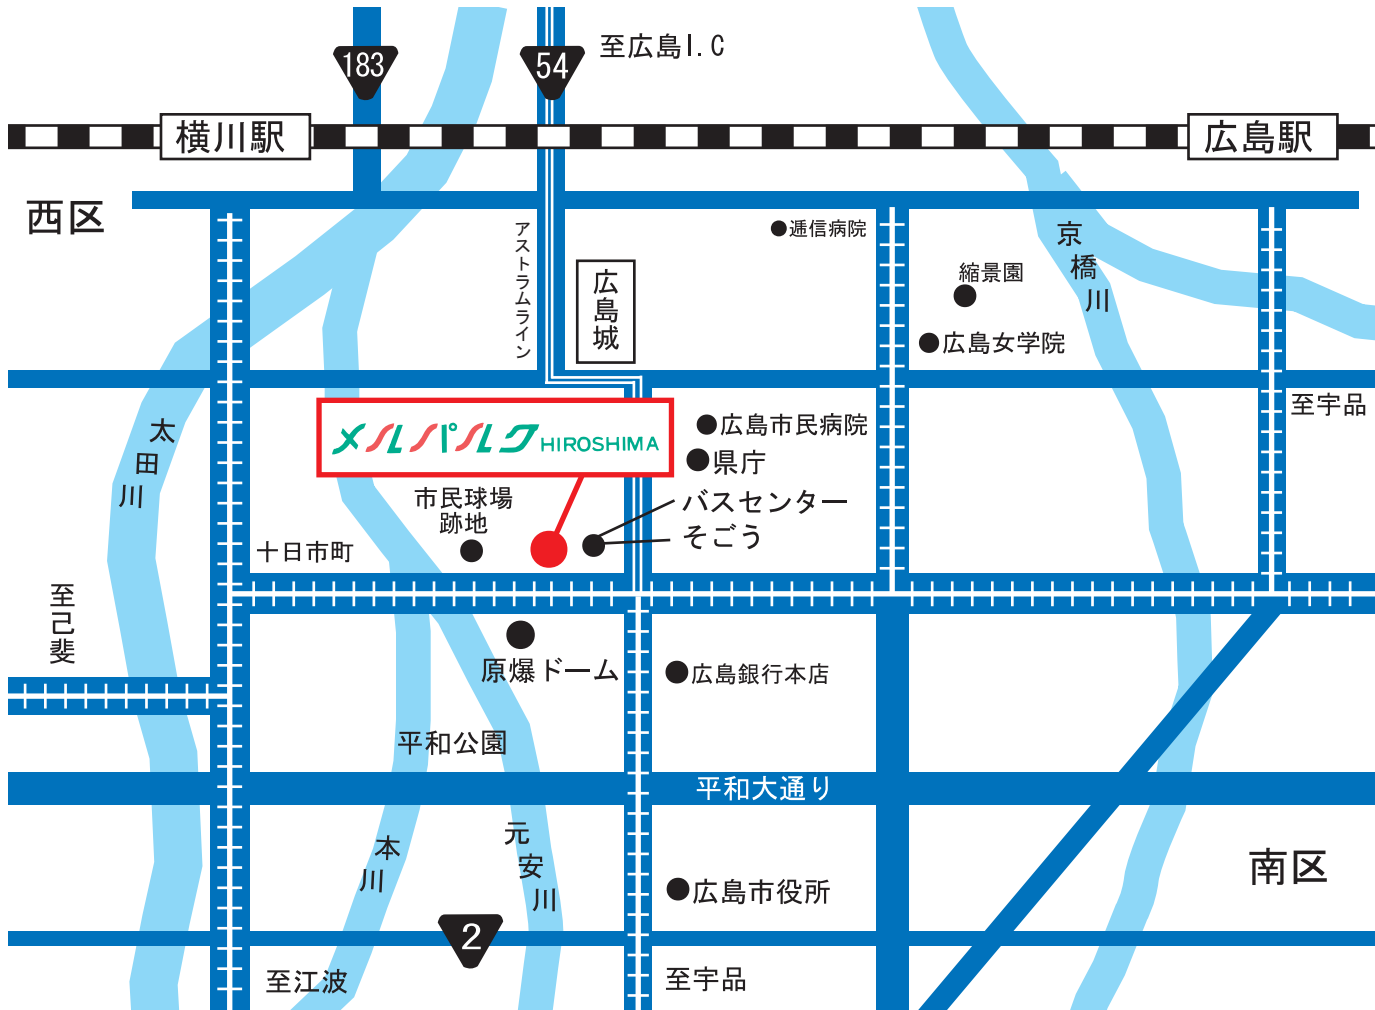 183
54
至広島I.C
横川駅
広島駅
西区
アストラムライン
広島城
逓信病院
縮景園
京橋川
広島女学院
至宇品
太田川
メルパルク HIROSHIMA
広島市民病院
県庁
市民球場
跡地
バスセンター
そごう
十日市町
至己斐
原爆ドーム
広島銀行本店
平和公園
平和大通り
本川
元安川
南区
広島市役所
2
至江波
至宇品